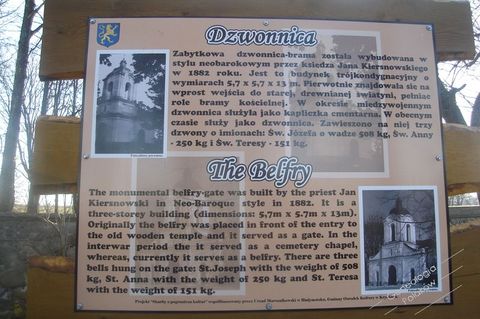 Dzwonnica
Zabytkowa dzwonnica-brama została wybudowana w
stylu neobarokowym przez księdza Jana Kiersnowskiego
w 1882 roku. Jest to budynek trójkondygnacyjny o
wymiarach 5,7 m x 5,7 m x 13 m. Pierwotnie znajdowała się na
wprost wejścia do starej, drewnianej świątyni, pełniąc
role bramy kościelnej. W okresie międzywojennym
dzwonnica służyła jako kapliczka cmentarna. W obecnym
czasie służy jako dzwonnica. Zawieszono na niej trzy
dzwony o imionach: Św. Józefa o wadze 508 kg, Św. Anny
- 250 kg i Św. Teresy - 151 kg.
The Belfry
The monumental belfry-gate was built by the priest Jan
Kiersnowski in Neo-Baroque style in 1882. It is a
three-storey building (dimensions: 5,7m x 5.7m x 13m).
Originally the belfry was placed in front of the entry to
the old wooden temple and it served as a gate. In the
interwar period the it served as a cemetery chapel,
whereas, currently it serves as a belfry. There are three
bells hung on the gate: St.Joseph with the weight of 508
kg, St. Anna with the weight of 250 kg and St. Teresa
with the weight of 151 kg.